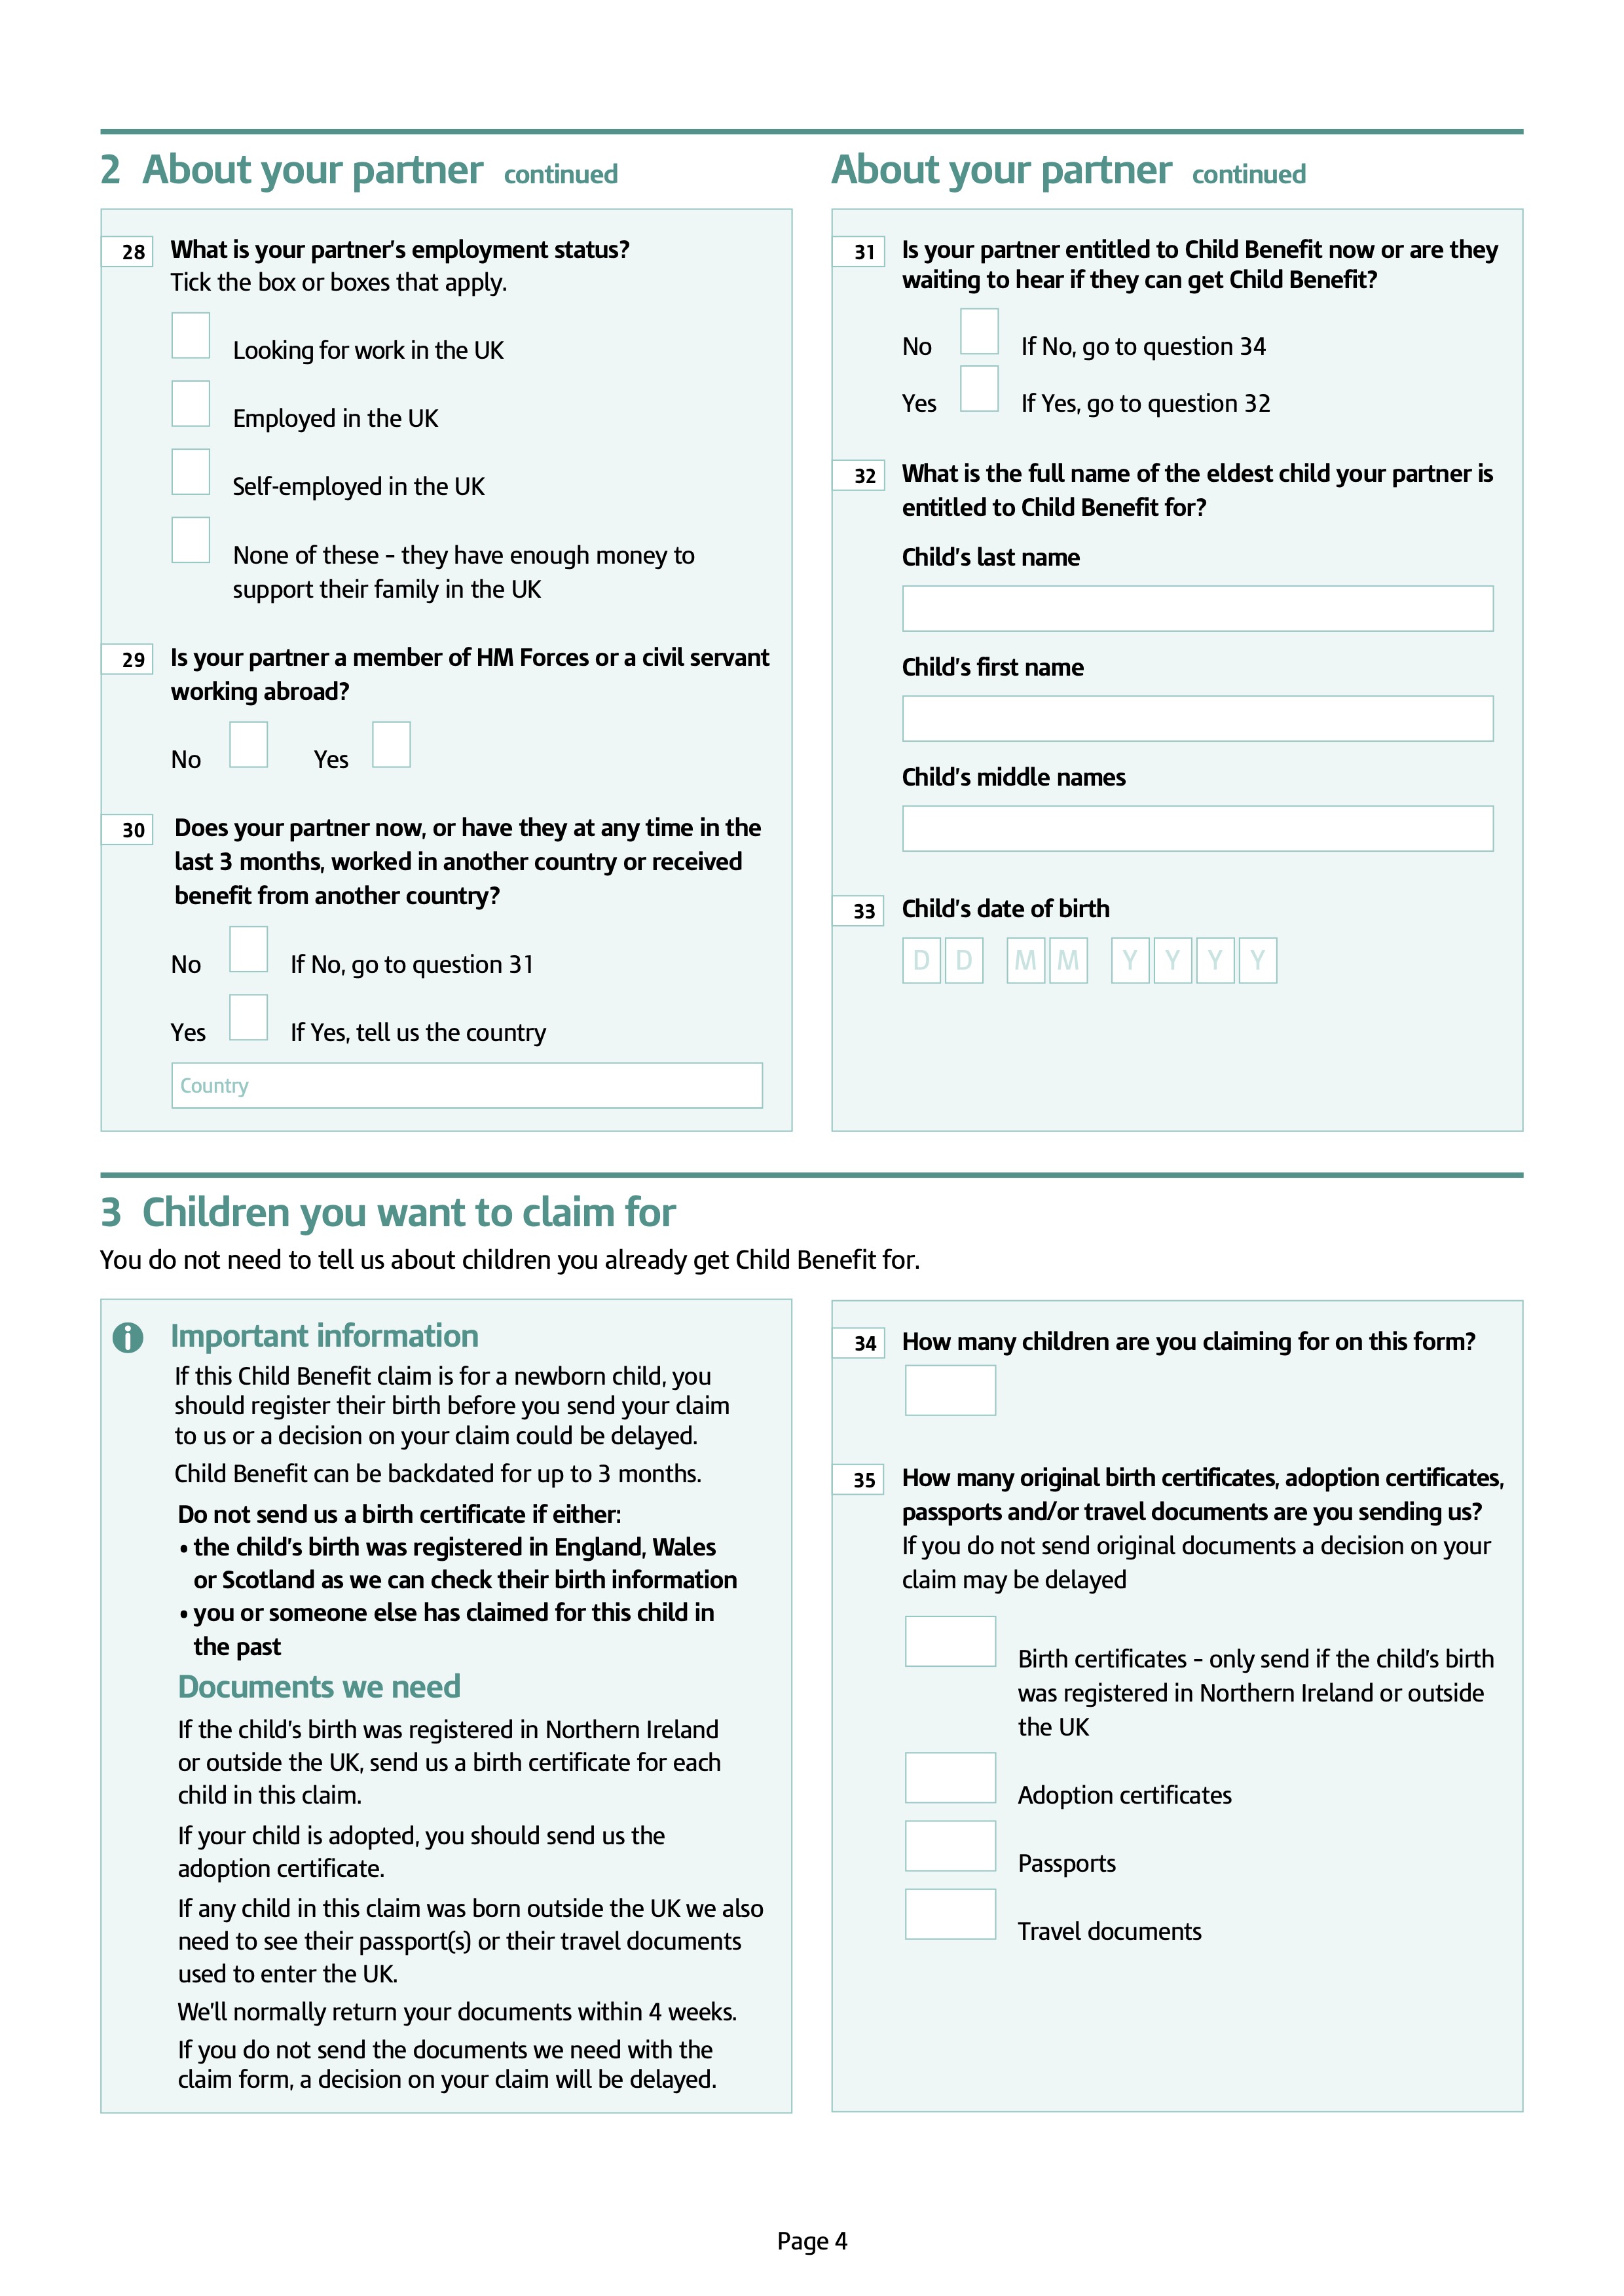 2 About your partner continued
28 What is your partner's employment status?
Tick the box or boxes that apply.
Looking for work in the UK
Employed in the UK
Self-employed in the UK
None of these – they have enough money to
support their family in the UK
29 Is your partner a member of HM Forces or a civil servant
working abroad?
No Yes
30 Does your partner now, or have they at any time in the
last 3 months, worked in another country or received
benefit from another country?
No If No, go to question 31
Yes If Yes, tell us the country
Country
About your partner continued
31 Is your partner entitled to Child Benefit now or are they
waiting to hear if they can get Child Benefit?
No If No, go to question 34
Yes If Yes, go to question 32
32 What is the full name of the eldest child your partner is
entitled to Child Benefit for?
Child's last name
Child's first name
Child's middle names
33 Child's date of birth
D D M M Y Y Y Y
3 Children you want to claim for
You do not need to tell us about children you already get Child Benefit for.
Important information
If this Child Benefit claim is for a newborn child, you
should register their birth before you send your claim
to us or a decision on your claim could be delayed.
Child Benefit can be backdated for up to 3 months.
Do not send us a birth certificate if either:
• the child's birth was registered in England, Wales
or Scotland as we can check their birth information
• you or someone else has claimed for this child in
the past
Documents we need
If the child's birth was registered in Northern Ireland
or outside the UK, send us a birth certificate for each
child in this claim.
If your child is adopted, you should send us the
adoption certificate.
If any child in this claim was born outside the UK we also
need to see their passport(s) or their travel documents
used to enter the UK.
We'll normally return your documents within 4 weeks.
If you do not send the documents we need with the
claim form, a decision on your claim will be delayed.
34 How many children are you claiming for on this form?
35 How many original birth certificates, adoption certificates,
passports and/or travel documents are you sending us?
If you do not send original documents a decision on your
claim may be delayed
Birth certificates – only send if the child's birth
was registered in Northern Ireland or outside
the UK
Adoption certificates
Passports
Travel documents
Page 4